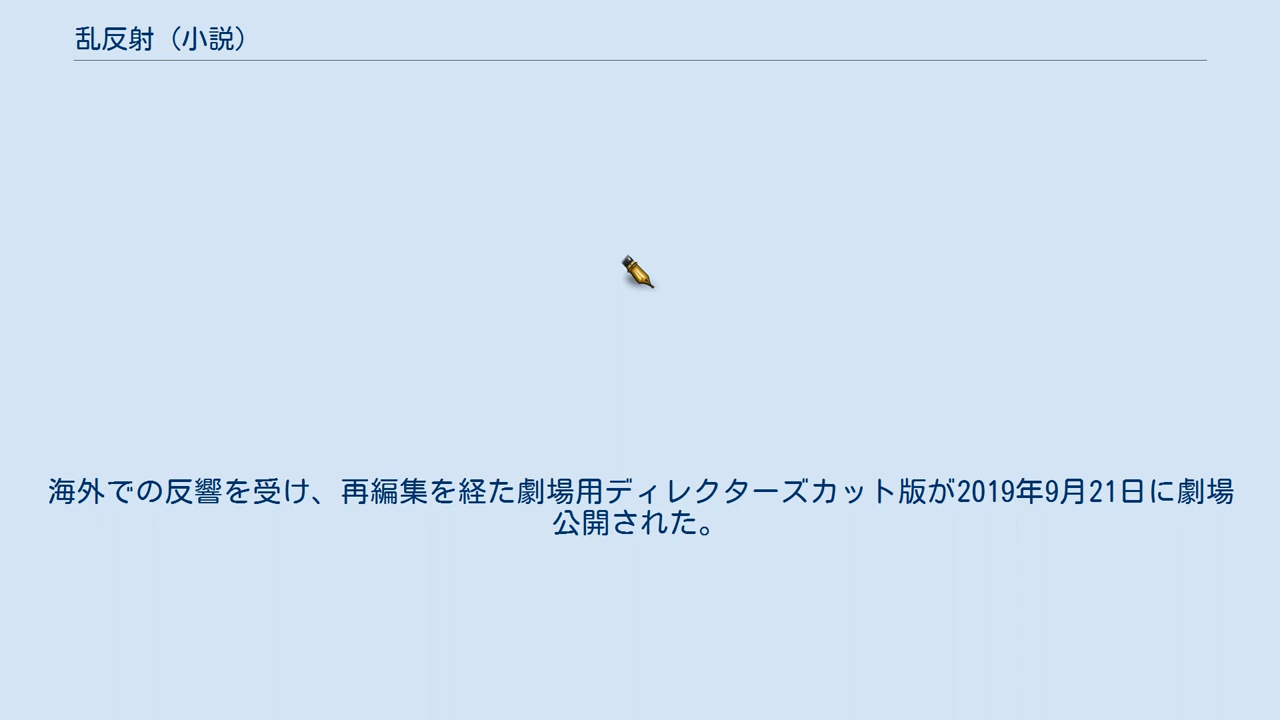 乱反射（小説）
海外での反響を受け、再編集を経た劇場用ディレクターズカット版が2019年9月21日に劇場
公開された。